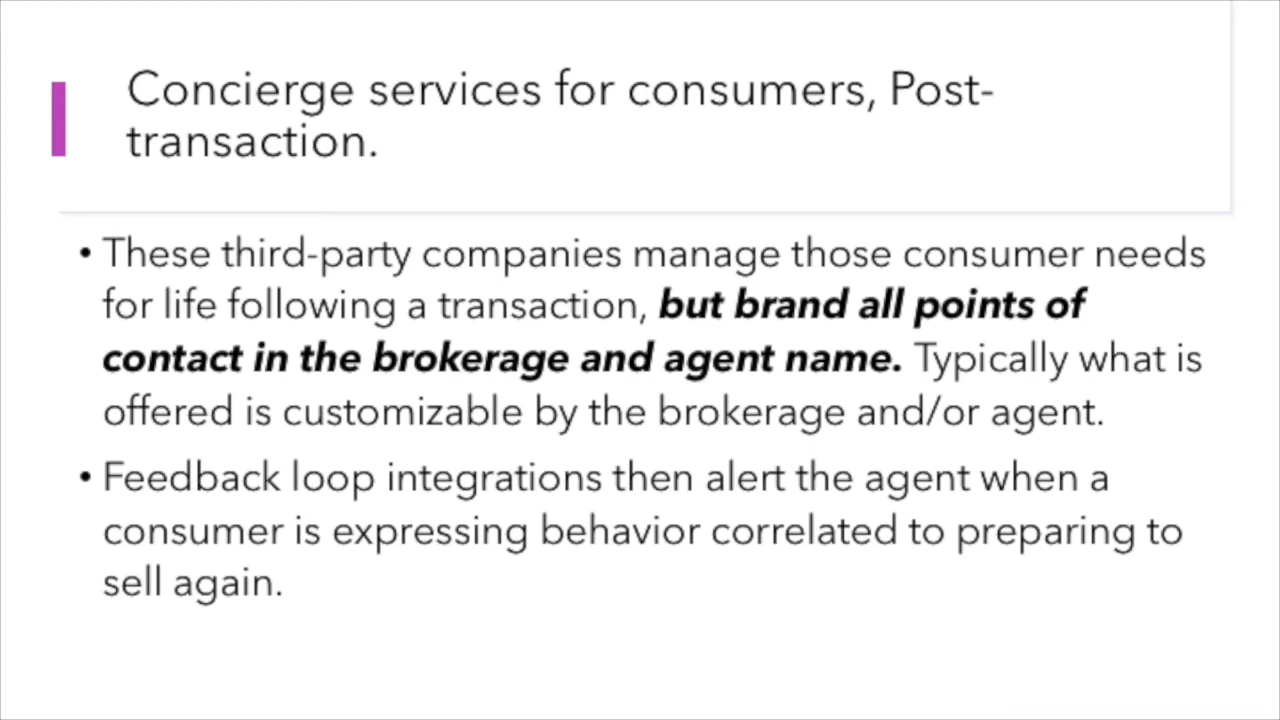 Concierge services for consumers, Post-
transaction.
• These third-party companies manage those consumer needs
for life following a transaction, but brand all points of
contact in the brokerage and agent name. Typically what is
offered is customizable by the brokerage and/or agent.
• Feedback loop integrations then alert the agent when a
consumer is expressing behavior correlated to preparing to
sell again.